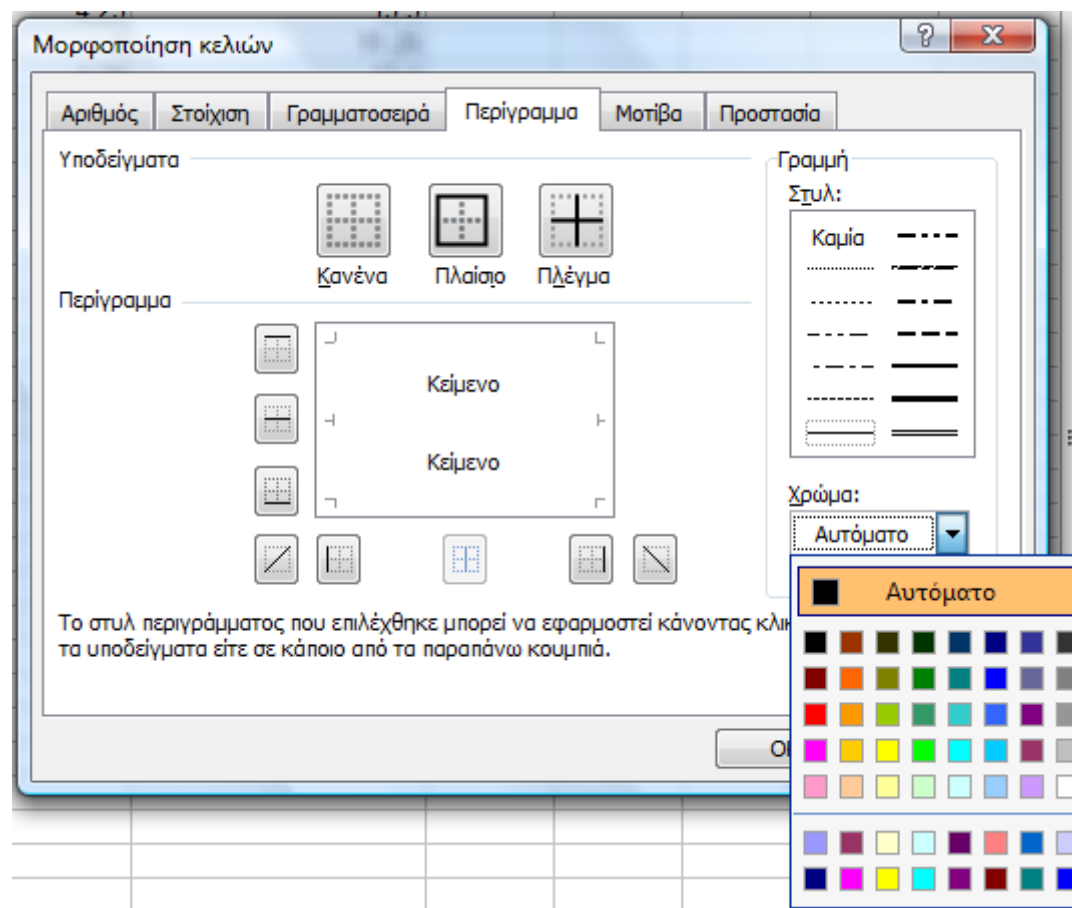 Μορφοποίηση κελιών
Αριθμός Στοίχιση Γραμματοσειρά Περίγραμμα Μοτίβα Προστασία
Υποδείγματα
Κανένα Πλαίσιο Πλέγμα
Περίγραμμα
Κείμενο
Κείμενο
Γραμμή
Στυλ:
Καμία
Χρώμα:
Αυτόματο
Αυτόματο
Το στυλ περιγράμματος που επιλέχθηκε μπορεί να εφαρμοστεί κάνοντας
τα υποδείγματα είτε σε κάποιο από τα παραπάνω κουμπιά.